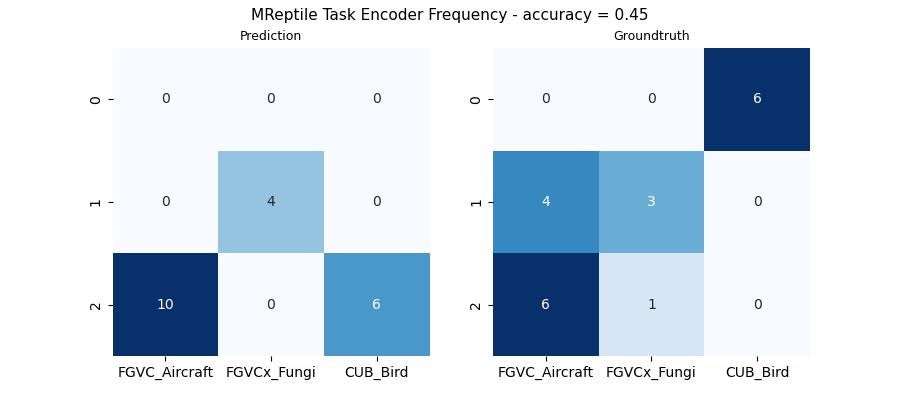 MReptile Task Encoder Frequency - accuracy = 0.45
Prediction
Groundtruth
0
0 0 0
0
0 0 6
1
0 4 0
1
4 3 0
2
10 0 6
2
6 1 0
FGVC_Aircraft FGVCx_Fungi CUB_Bird
FGVC_Aircraft FGVCx_Fungi CUB_Bird